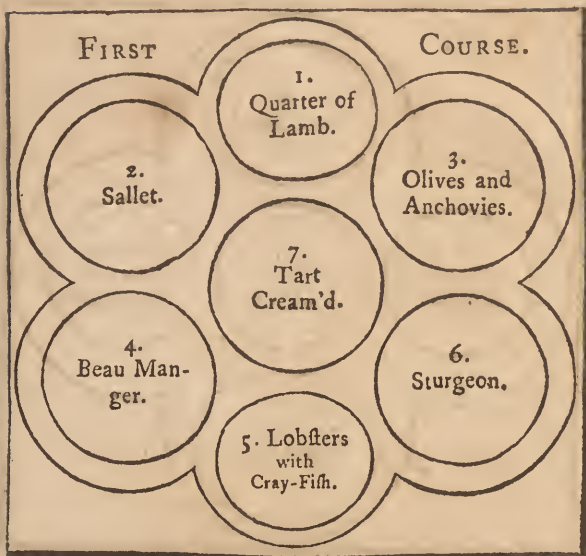 FIRST COURSE.
1.
Quarter of
Lamb.
2.
Sallet.
3.
Olives and
Anchovies.
7.
Tart
Cream'd.
4.
Beau Man-
ger.
6.
Sturgeon.
5. Lobſters
with
Cray-Fiſh.